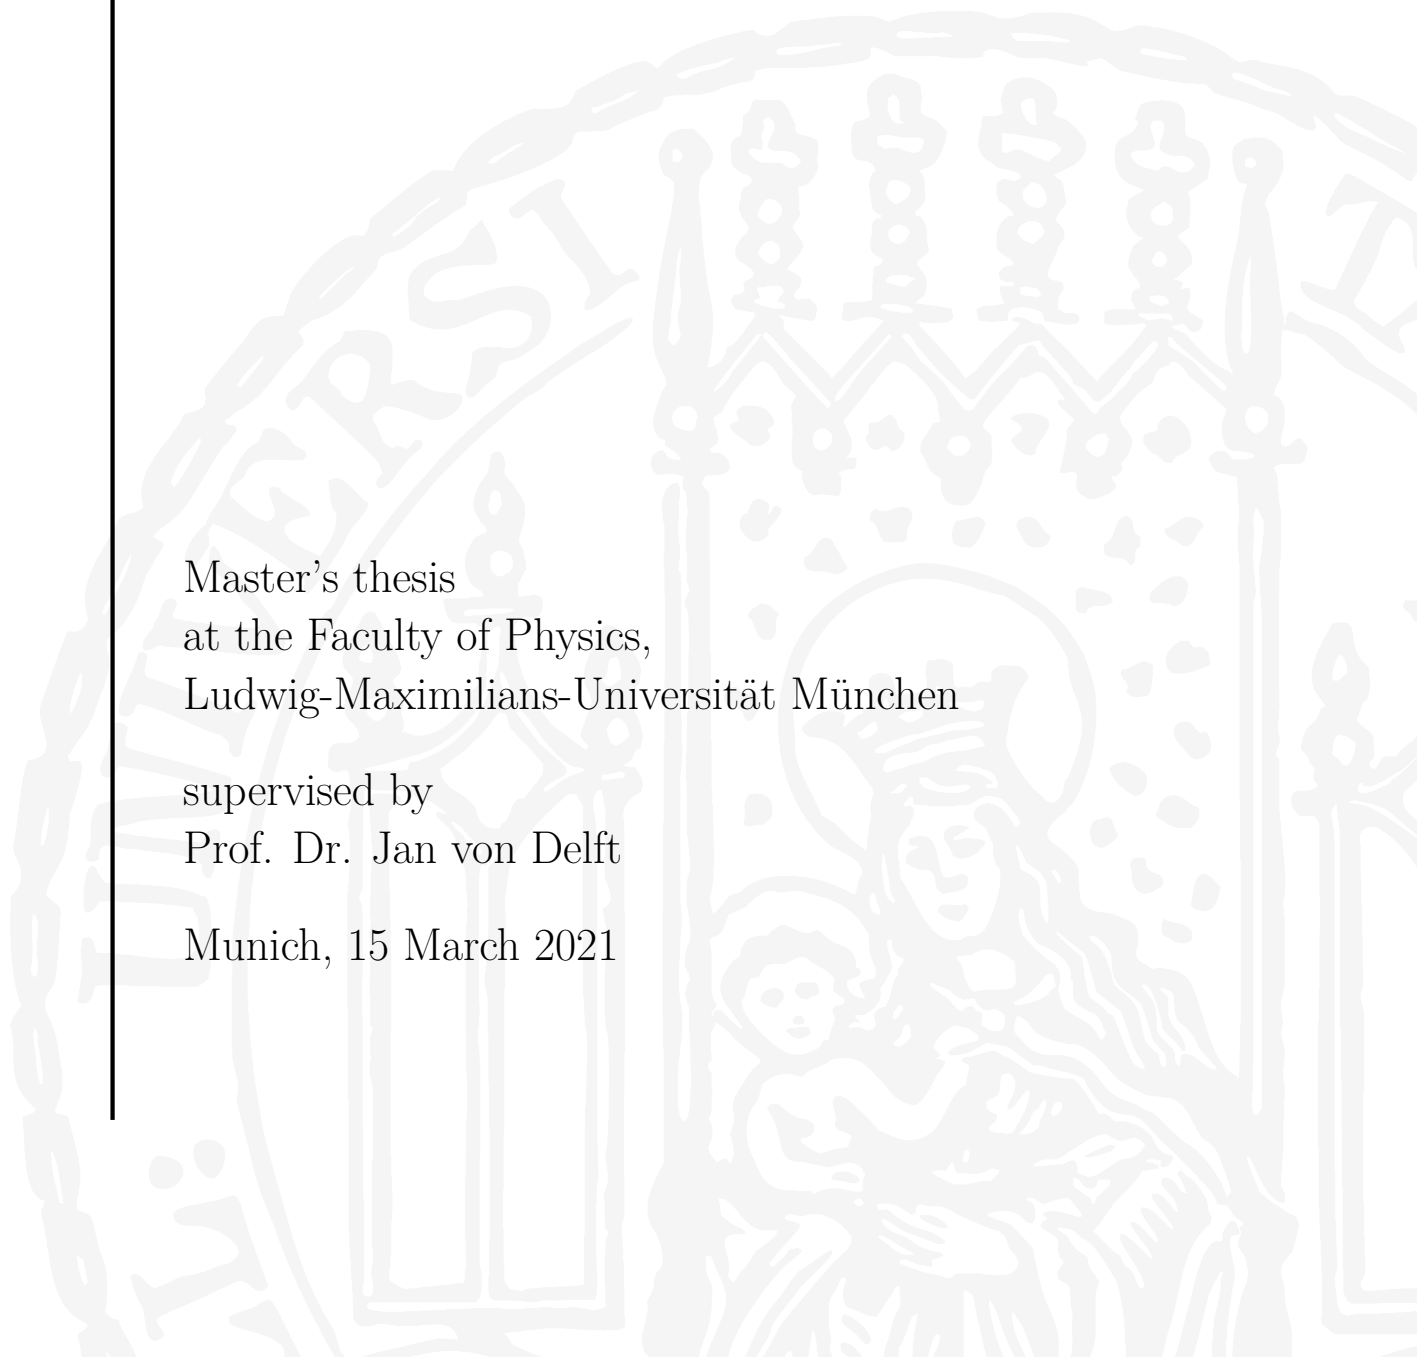 Master's thesis
at the Faculty of Physics,
Ludwig-Maximilians-Universität München
supervised by
Prof. Dr. Jan von Delft
Munich, 15 March 2021
UNIVERSI